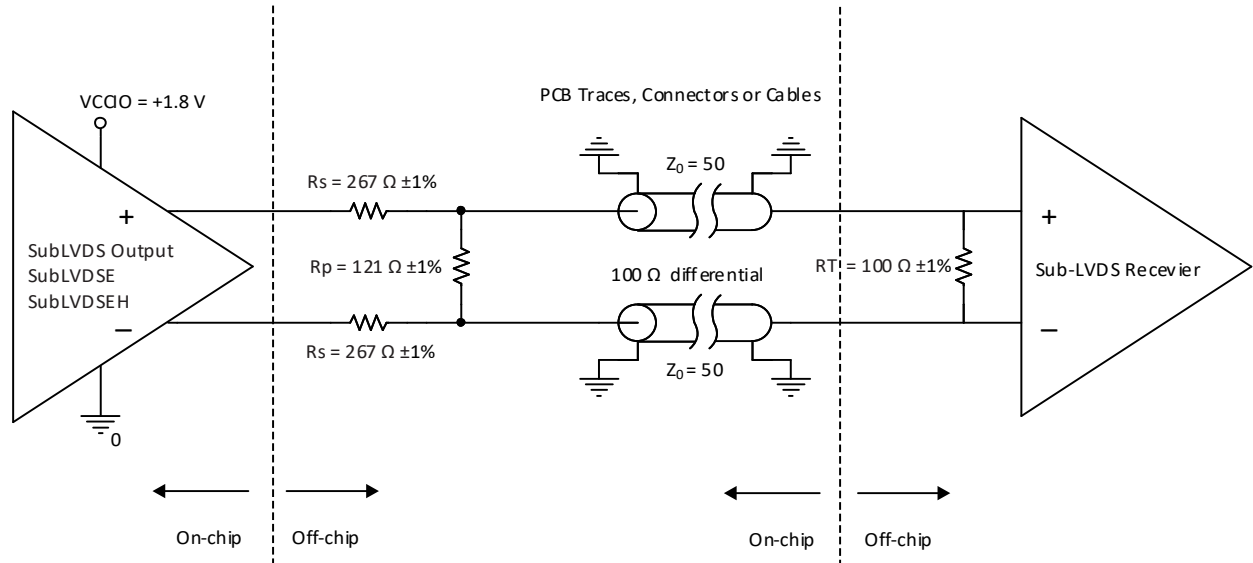 VCCIO = +1.8 V
PCB Traces, Connectors or Cables
Z0 = 50
Rs = 267 Ω ±1%
+
SubLVDS Output
SubLVDSE
SubLVDSEH
Rp = 121 Ω ±1%
100 Ω differential
RT = 100 Ω ±1%
+
Sub-LVDS Recevier
−
−
Rs = 267 Ω ±1%
Z0 = 50
0
On-chip
Off-chip
On-chip
Off-chip